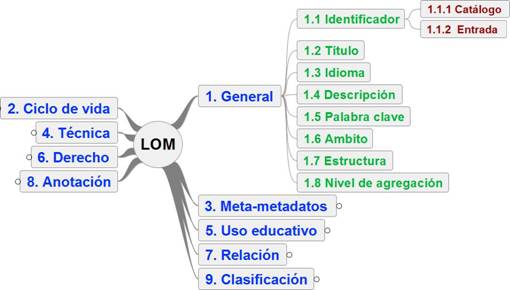 LOM
1. General
1.1 Identificador
1.1.1 Catálogo
1.1.2 Entrada
1.2 Título
1.3 Idioma
1.4 Descripción
1.5 Palabra clave
1.6 Ambito
1.7 Estructura
1.8 Nivel de agregación
2. Ciclo de vida
4. Técnica
6. Derecho
8. Anotación
3. Meta-metadatos
5. Uso educativo
7. Relación
9. Clasificación